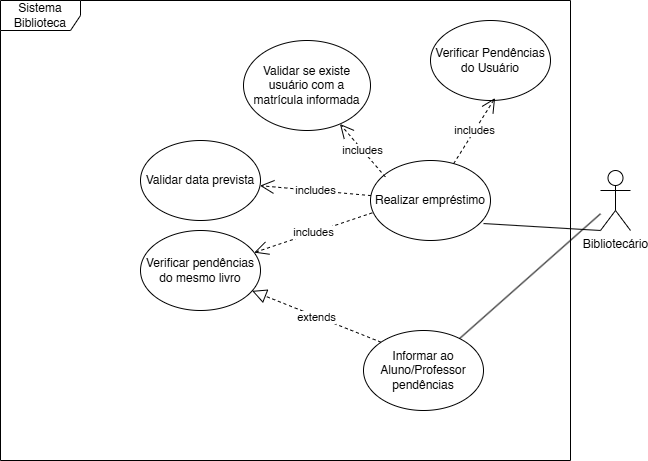 Sistema
Biblioteca
Verificar Pendências
do Usuário
Validar se existe
usuário com a
matrícula informada
includes
includes
Validar data prevista
includes
Realizar empréstimo
includes
Verificar pendências
do mesmo livro
Bibliotecário
extends
Informar ao
Aluno/Professor
pendências